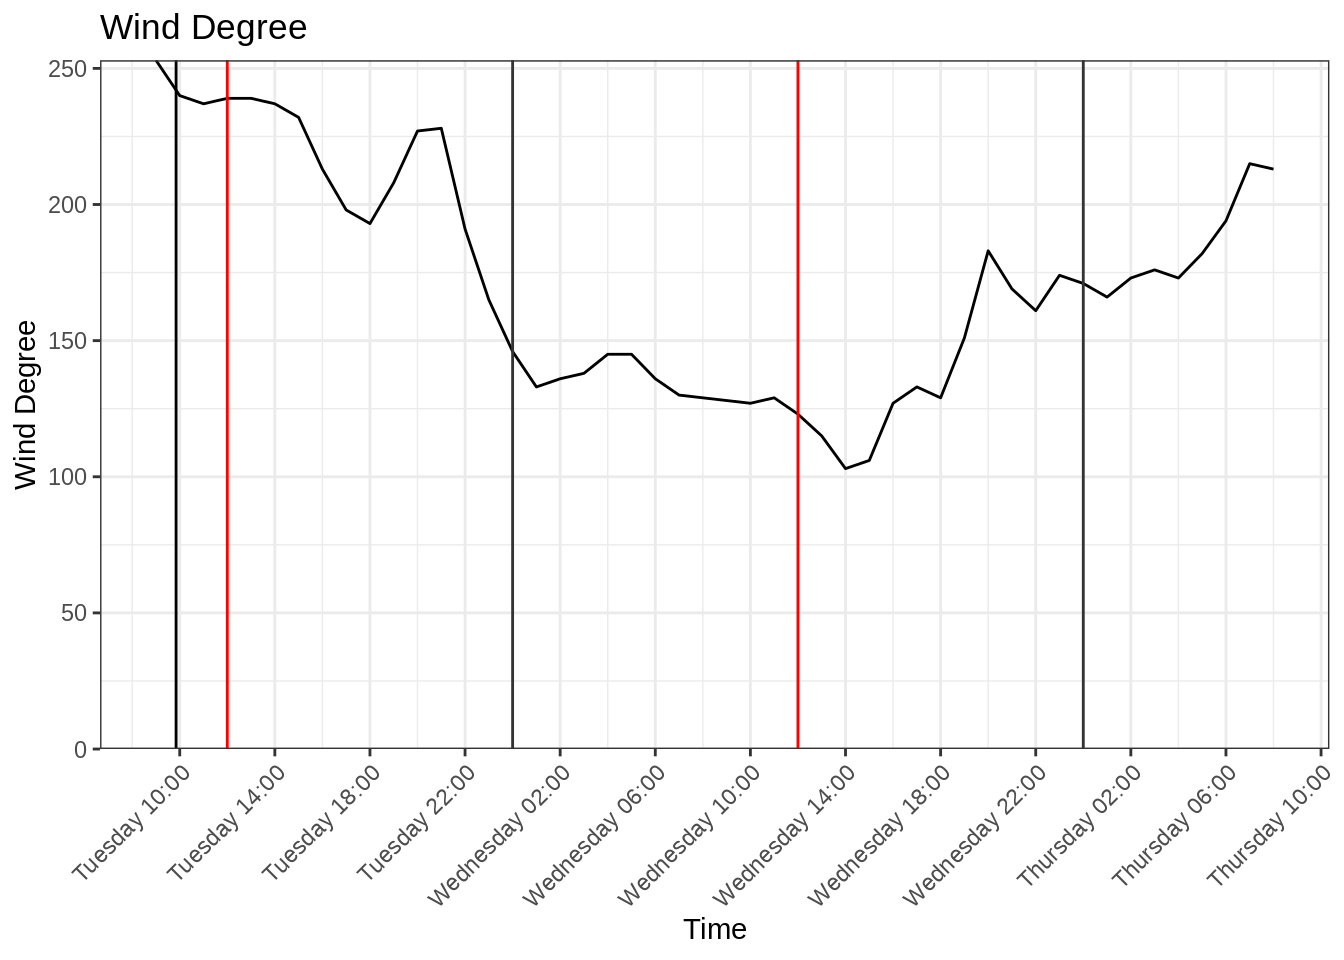 Wind Degree
250
200
150
100
50
0
Wind Degree
Tuesday 10:00
Tuesday 14:00
Tuesday 18:00
Tuesday 22:00
Wednesday 02:00
Wednesday 06:00
Wednesday 10:00
Wednesday 14:00
Wednesday 18:00
Wednesday 22:00
Thursday 02:00
Thursday 06:00
Thursday 10:00
Time